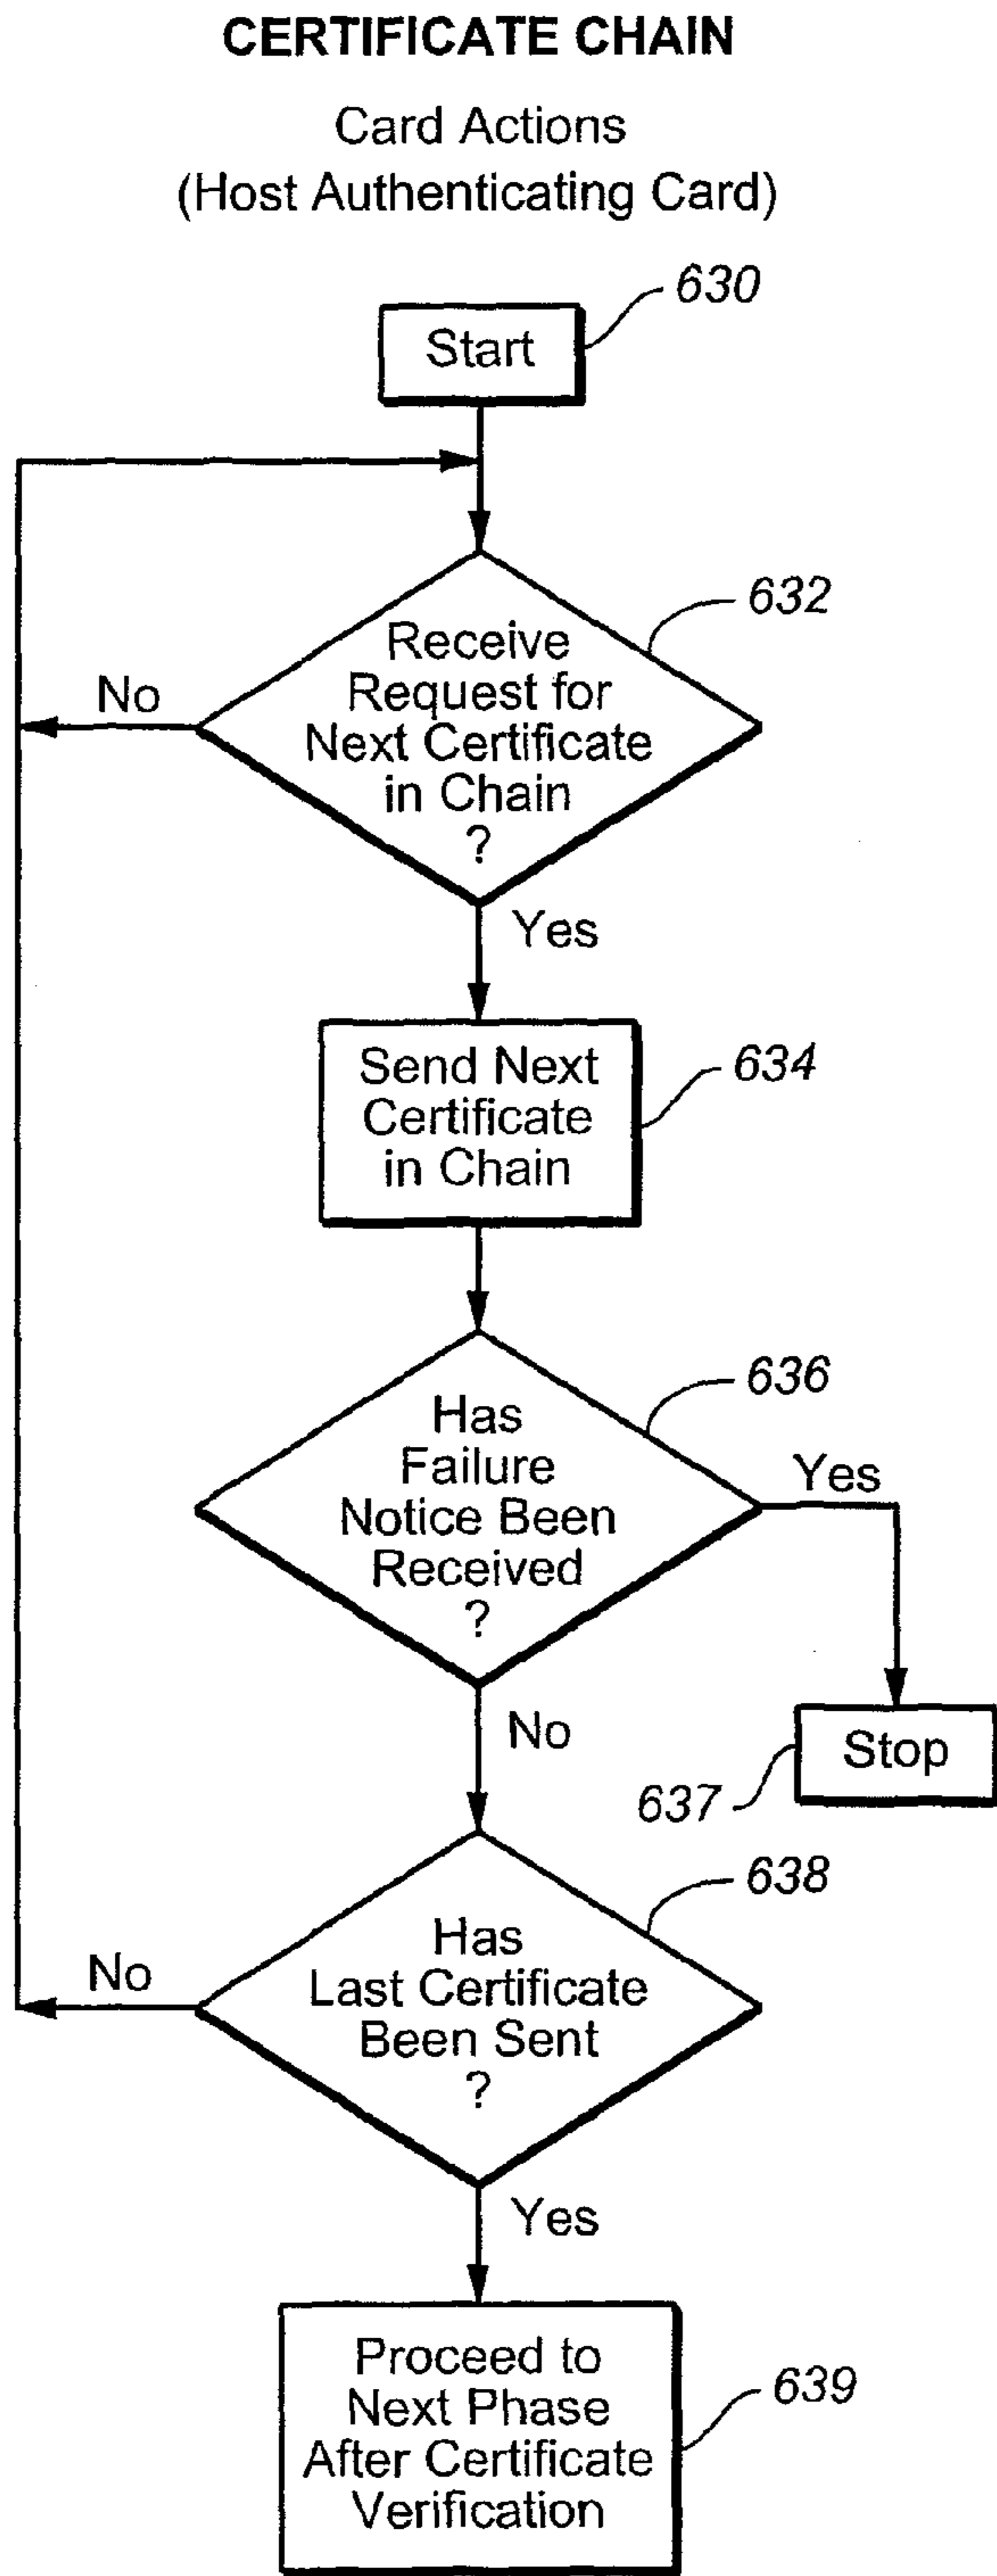 CERTIFICATE CHAIN
Card Actions
(Host Authenticating Card)
630
Start
632
Receive
Request for
Next Certificate
in Chain
?
No
Yes
634
Send Next
Certificate
in Chain
636
Has
Failure
Notice Been
Received
?
Yes
No
Stop
637
638
Has
Last Certificate
Been Sent
?
No
Yes
639
Proceed to
Next Phase
After Certificate
Verification